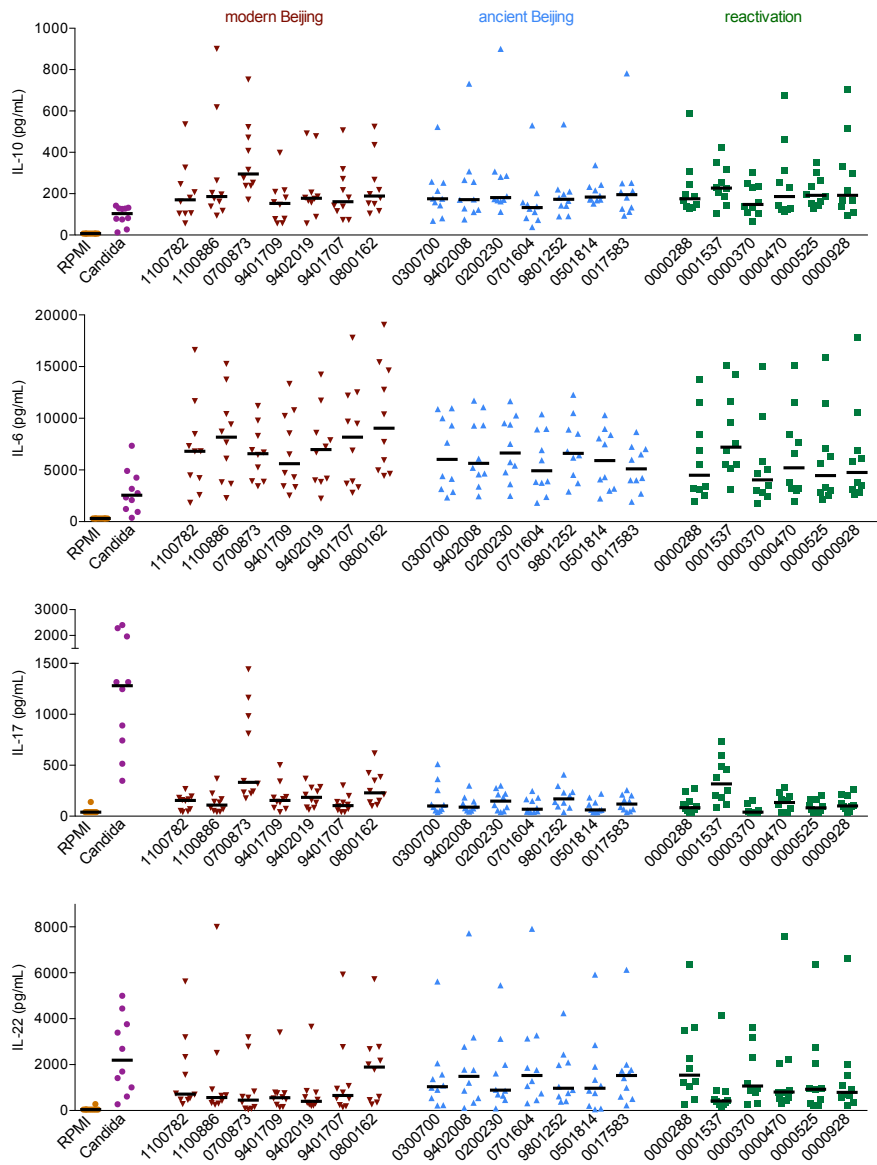 modern Beijing ancient Beijing reactivation
IL-10 (pg/mL)
1000
800
600
400
200
0
RPMI Candida 1100782 1100886 0700873 9401709 9402019 9401707 0800162 0300700 9402008 0200230 0701604 9801252 0501814 0017583 0000288 0001537 0000370 0000470 0000525 0000928
IL-6 (pg/mL)
20000
15000
10000
5000
0
RPMI Candida 1100782 1100886 0700873 9401709 9402019 9401707 0800162 0300700 9402008 0200230 0701604 9801252 0501814 0017583 0000288 0001537 0000370 0000470 0000525 0000928
IL-17 (pg/mL)
3000
2000
1500
1000
500
0
RPMI Candida 1100782 1100886 0700873 9401709 9402019 9401707 0800162 0300700 9402008 0200230 0701604 9801252 0501814 0017583 0000288 0001537 0000370 0000470 0000525 0000928
IL-22 (pg/mL)
8000
6000
4000
2000
0
RPMI Candida 1100782 1100886 0700873 9401709 9402019 9401707 0800162 0300700 9402008 0200230 0701604 9801252 0501814 0017583 0000288 0001537 0000370 0000470 0000525 0000928